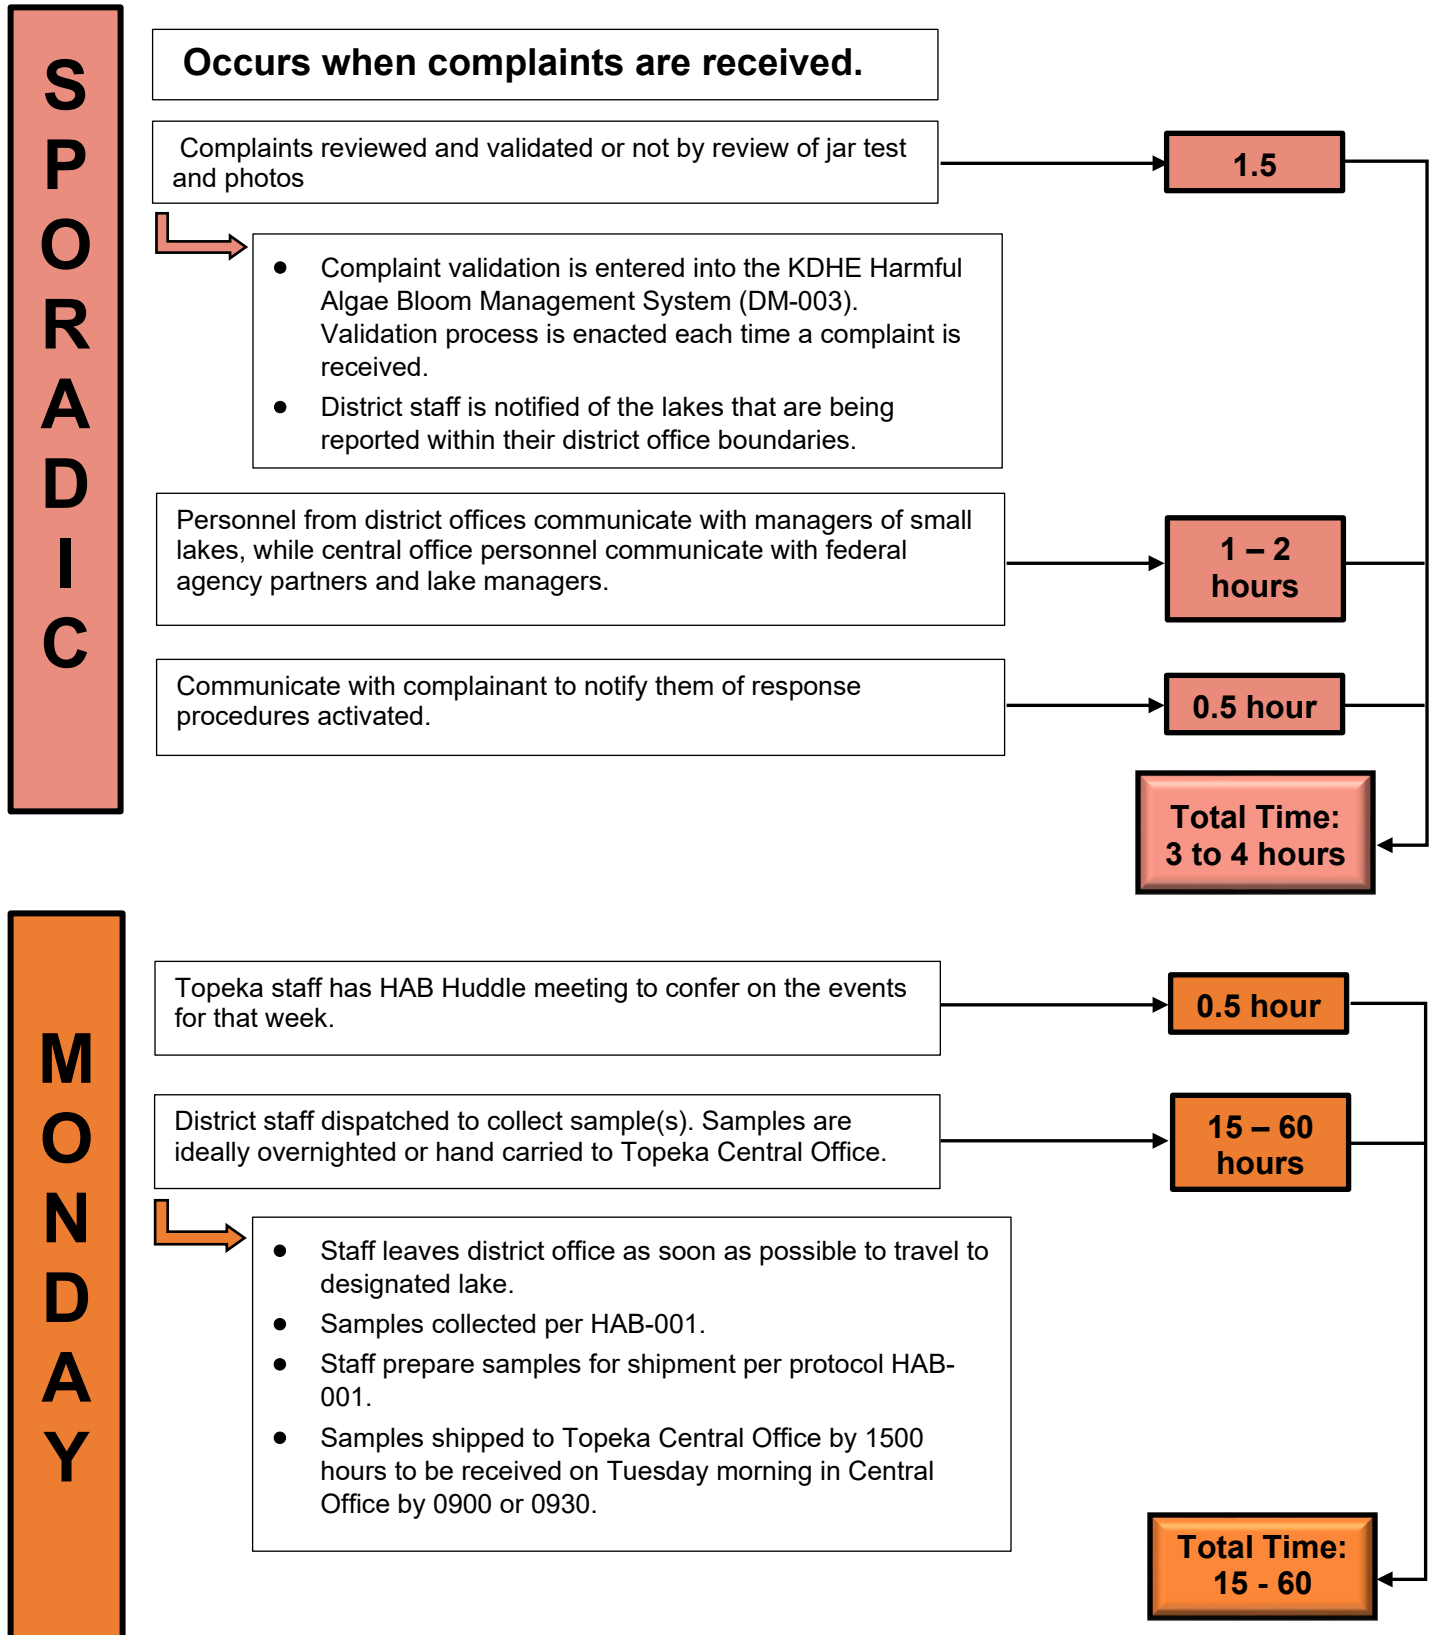 SPORADIC
Occurs when complaints are received.
Complaints reviewed and validated or not by review of jar test
and photos
1.5
● Complaint validation is entered into the KDHE Harmful
Algae Bloom Management System (DM-003).
Validation process is enacted each time a complaint is
received.
● District staff is notified of the lakes that are being
reported within their district office boundaries.
Personnel from district offices communicate with managers of small
lakes, while central office personnel communicate with federal
agency partners and lake managers.
1 – 2
hours
Communicate with complainant to notify them of response
procedures activated.
0.5 hour
Total Time:
3 to 4 hours
MONDAY
Topeka staff has HAB Huddle meeting to confer on the events
for that week.
0.5 hour
District staff dispatched to collect sample(s). Samples are
ideally overnighted or hand carried to Topeka Central Office.
15 – 60
hours
● Staff leaves district office as soon as possible to travel to
designated lake.
● Samples collected per HAB-001.
● Staff prepare samples for shipment per protocol HAB-
001.
● Samples shipped to Topeka Central Office by 1500
hours to be received on Tuesday morning in Central
Office by 0900 or 0930.
Total Time:
15 - 60